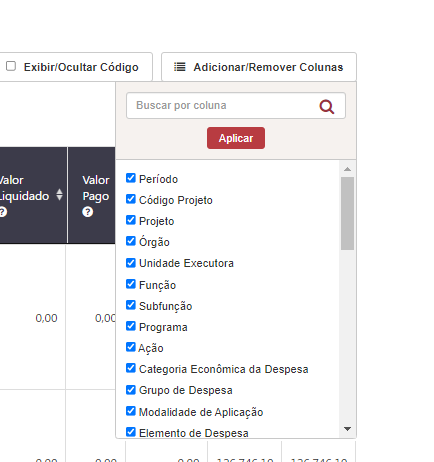 Exibir/Ocultar Código
Adicionar/Remover Colunas
Buscar por coluna
Aplicar
Valor
Liquidado
?
Valor
Pago
?
Período
Código Projeto
Projeto
Órgão
Unidade Executora
Função
Subfunção
Programa
Ação
Categoria Econômica da Despesa
Grupo de Despesa
Modalidade de Aplicação
Elemento de Despesa
0,00
0,00